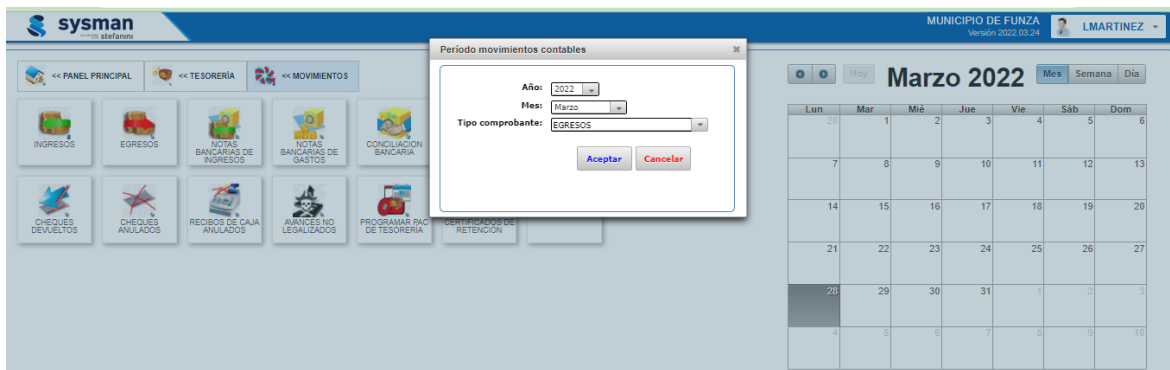 sysman
stefanini
MUNICIPIO DE FUNZA
Versión 2022.03.24
LMARTINEZ
Período movimientos contables
Año: 2022
Mes: Marzo
Tipo comprobante: EGRESOS
Aceptar Cancelar
<< PANEL PRINCIPAL << TESORERÍA << MOVIMIENTOS
INGRESOS
EGRESOS
NOTAS
BANCARIAS DE
INGRESOS
NOTAS
BANCARIAS DE
GASTOS
CONCILIACION
BANCARIA
CHEQUES
DEVUELTOS
CHEQUES
ANULADOS
RECIBOS DE CAJA
ANULADOS
AVANCES NO
LEGALIZADOS
PROGRAMAR PAC
DE TESORERIA
CERTIFICADOS DE
RETENCIÓN
Hoy Marzo 2022 Mes Semana Día
Lun Mar Mié Jue Vie Sáb Dom
28 1 2 3 4 5 6
7 8 9 10 11 12 13
14 15 16 17 18 19 20
21 22 23 24 25 26 27
28 29 30 31 1 2 3
4 5 6 7 8 9 10